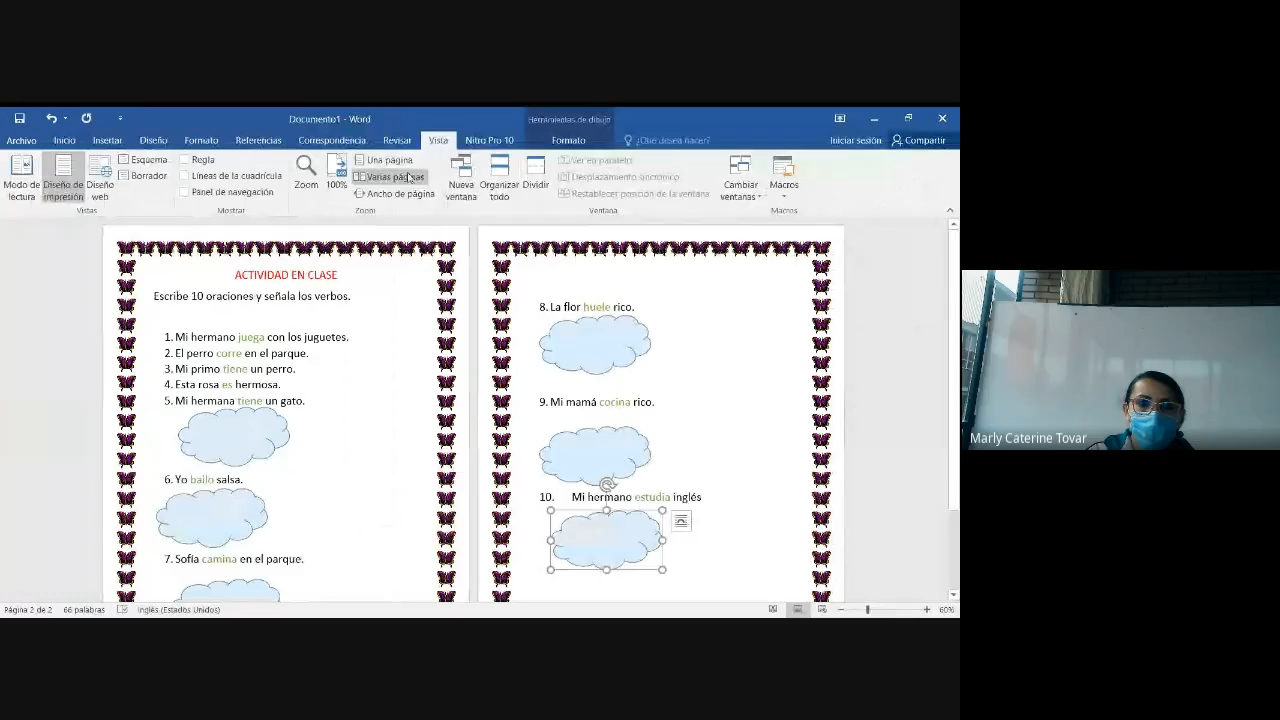 Documento1 - Word
Herramientas de dibujo
Archivo
Inicio
Insertar
Diseño
Formato
Referencias
Correspondencia
Revisar
Vista
Nitro Pro 10
Formato
¿Qué desea hacer?
Iniciar sesión
Compartir
Modo de lectura
Diseño de impresión
Diseño web
Esquema
Borrador
Vistas
Regla
Líneas de la cuadrícula
Panel de navegación
Mostrar
Zoom
100%
Una página
Varias páginas
Ancho de página
Zoom
Nueva ventana
Organizar todo
Dividir
Ver en paralelo
Desplazamiento sincrónico
Restablecer posición de la ventana
Ventana
Cambiar ventanas
Macros
Macros
ACTIVIDAD EN CLASE
Escribe 10 oraciones y señala los verbos.
1. Mi hermano juega con los juguetes.
2. El perro corre en el parque.
3. Mi primo tiene un perro.
4. Esta rosa es hermosa.
5. Mi hermana tiene un gato.
6. Yo bailo salsa.
7. Sofía camina en el parque.
8. La flor huele rico.
9. Mi mamá cocina rico.
10. Mi hermano estudia inglés
Marly Caterine Tovar
Página 2 de 2
66 palabras
Inglés (Estados Unidos)
60%